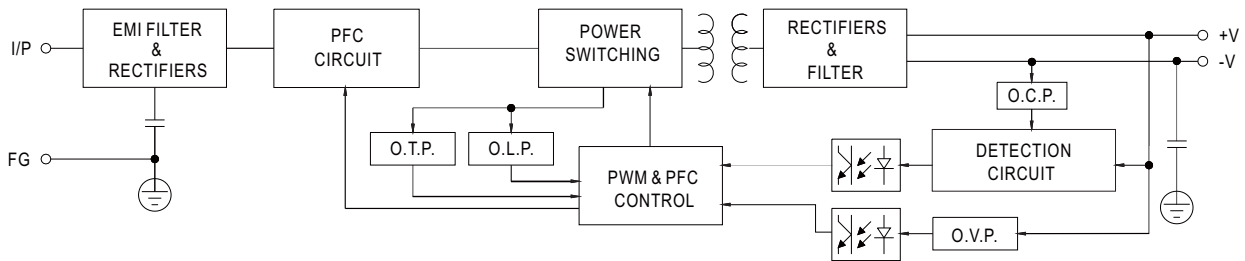 I/P
EMI FILTER
&
RECTIFIERS
PFC
CIRCUIT
POWER
SWITCHING
RECTIFIERS
&
FILTER
+V
-V
O.C.P.
FG
O.T.P.
O.L.P.
PWM & PFC
CONTROL
DETECTION
CIRCUIT
O.V.P.